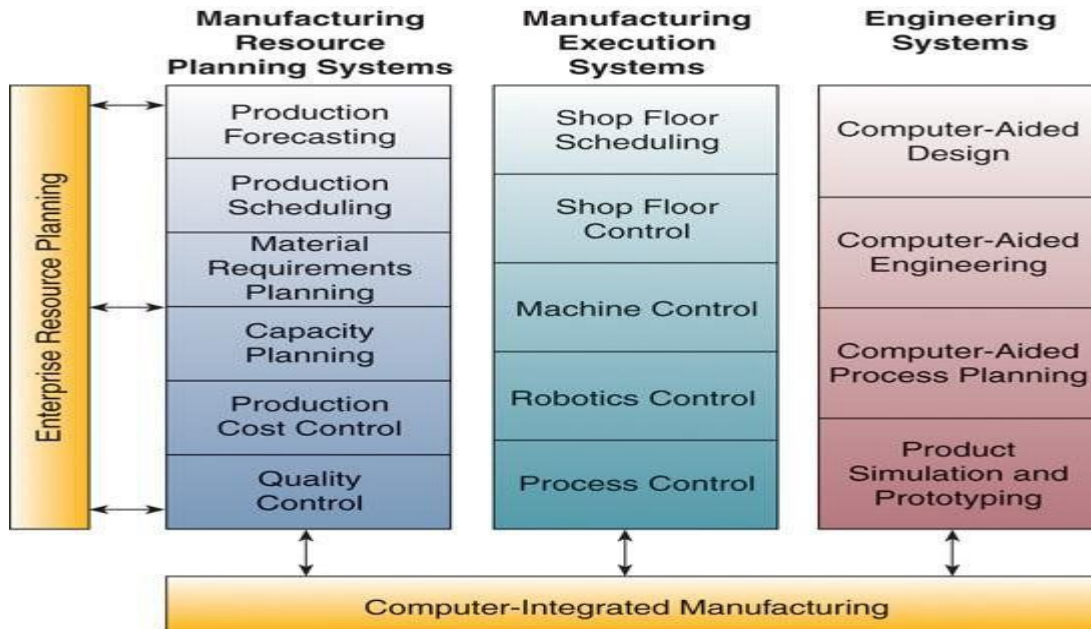 Manufacturing
Resource
Planning Systems
Manufacturing
Execution
Systems
Engineering
Systems
Enterprise Resource Planning
Production
Forecasting
Production
Scheduling
Material
Requirements
Planning
Capacity
Planning
Production
Cost Control
Quality
Control
Shop Floor
Scheduling
Shop Floor
Control
Machine Control
Robotics Control
Process Control
Computer-Aided
Design
Computer-Aided
Engineering
Computer-Aided
Process Planning
Product
Simulation and
Prototyping
Computer-Integrated Manufacturing